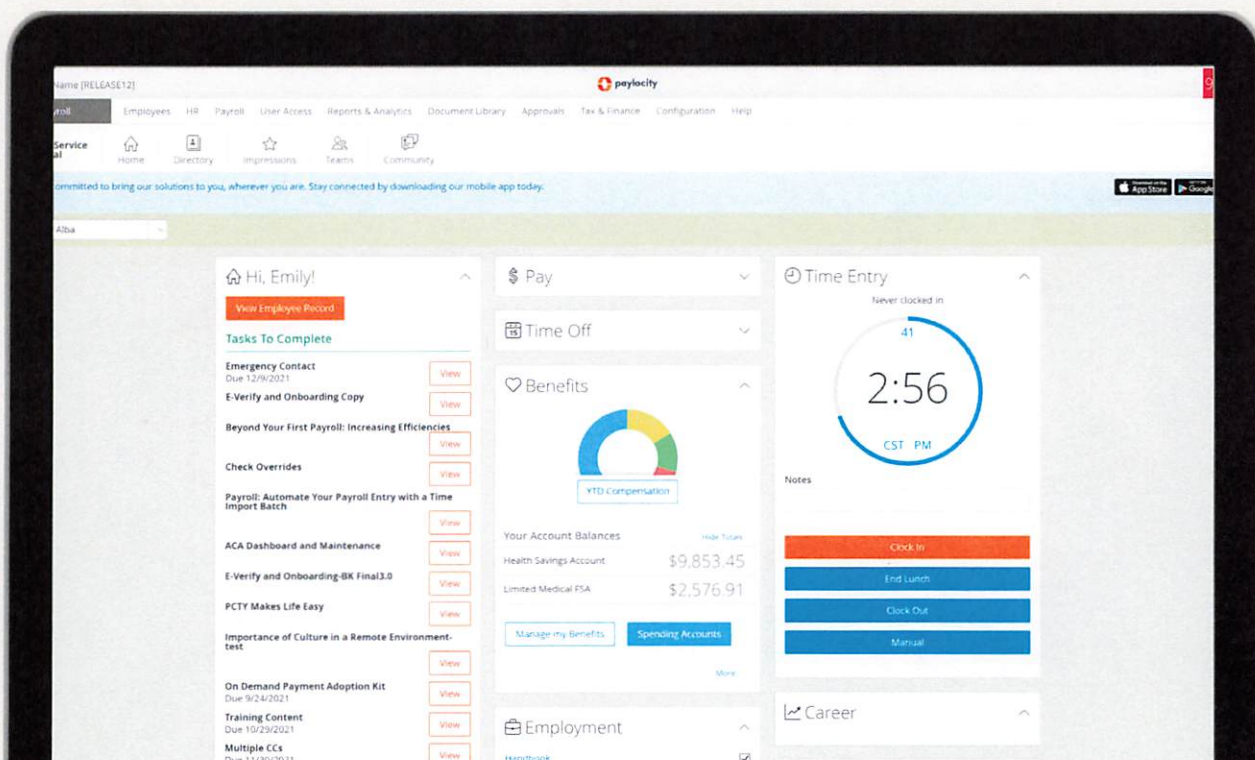 Name [RELEASE12]
paylocity
9
Employees HR Payroll User Access Reports & Analytics Document Library Approvals Tax & Finance Configuration Help
Service
Home Directory Impressions Teams Community
ommitted to bring our solutions to you, wherever you are. Stay connected by downloading our mobile app today.
App Store Google
Alba
Hi, Emily!
View Employee Record
Tasks To Complete
Emergency Contact
Due 12/9/2021
View
E-Verify and Onboarding Copy
View
Beyond Your First Payroll: Increasing Efficiencies
View
Check Overrides
View
Payroll: Automate Your Payroll Entry with a Time
Import Batch
View
ACA Dashboard and Maintenance
View
E-Verify and Onboarding-BK Final3.0
View
PCTY Makes Life Easy
View
Importance of Culture in a Remote Environment-
test
View
On Demand Payment Adoption Kit
Due 9/24/2021
View
Training Content
Due 10/29/2021
View
Multiple CCs
Due 11/30/2021
View
$ Pay
15 Time Off
Benefits
YTD Compensation
Your Account Balances
Health Savings Account $9,853.45
Limited Medical FSA $2,576.91
Manage my Benefits Spending Accounts
More
Employment
Handbook
Time Entry
Never clocked in
41
2:56
CST PM
Notes
Clock In
End Lunch
Clock Out
Manual
Career